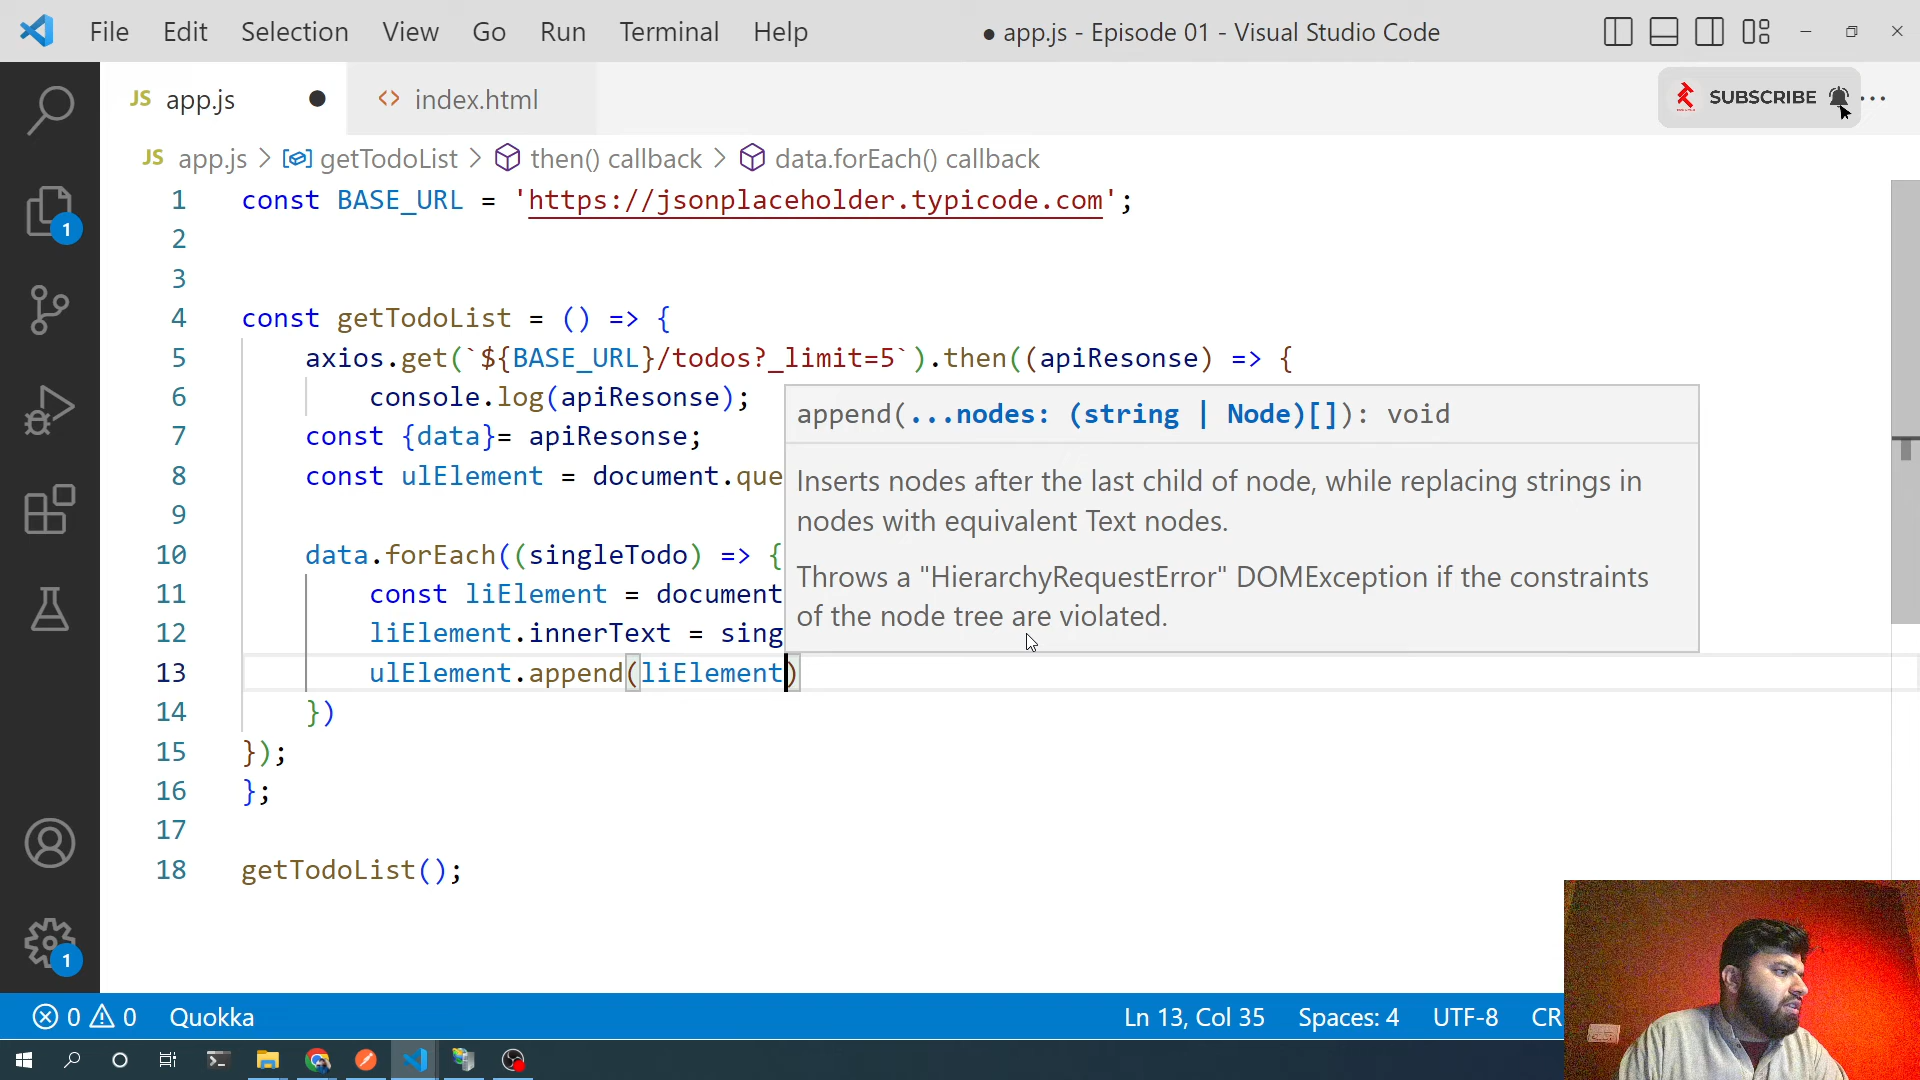 File Edit Selection View Go Run Terminal Help ● app.js - Episode 01 - Visual Studio Code
JS app.js ● <> index.html SUBSCRIBE ...
JS app.js > getTodoList > then() callback > data.forEach() callback
1 const BASE_URL = 'https://jsonplaceholder.typicode.com';
2
3
4 const getTodoList = () => {
5 axios.get(`${BASE_URL}/todos?_limit=5`).then((apiResonse) => {
6 console.log(apiResonse);
7 const {data}= apiResonse;
8 const ulElement = document.que
9
10 data.forEach((singleTodo) => {
11 const liElement = document
12 liElement.innerText = sing
13 ulElement.append(liElement)
14 })
15 });
16 };
17
18 getTodoList();
append(...nodes: (string | Node)[]): void
Inserts nodes after the last child of node, while replacing strings in
nodes with equivalent Text nodes.
Throws a "HierarchyRequestError" DOMException if the constraints
of the node tree are violated.
1
1
0 0 Quokka Ln 13, Col 35 Spaces: 4 UTF-8 CR